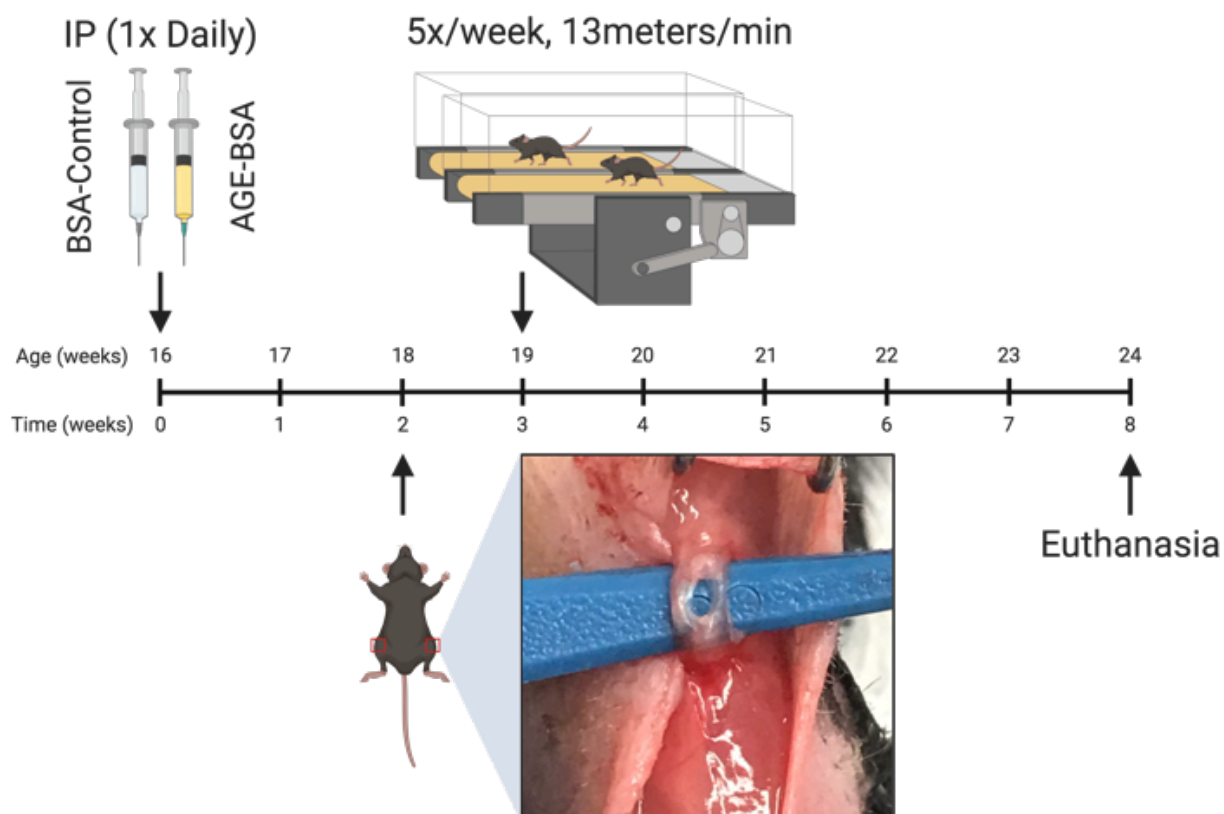 IP (1x Daily)
BSA-Control
AGE-BSA
5x/week, 13meters/min
Age (weeks) 16 17 18 19 20 21 22 23 24
Time (weeks) 0 1 2 3 4 5 6 7 8
Euthanasia